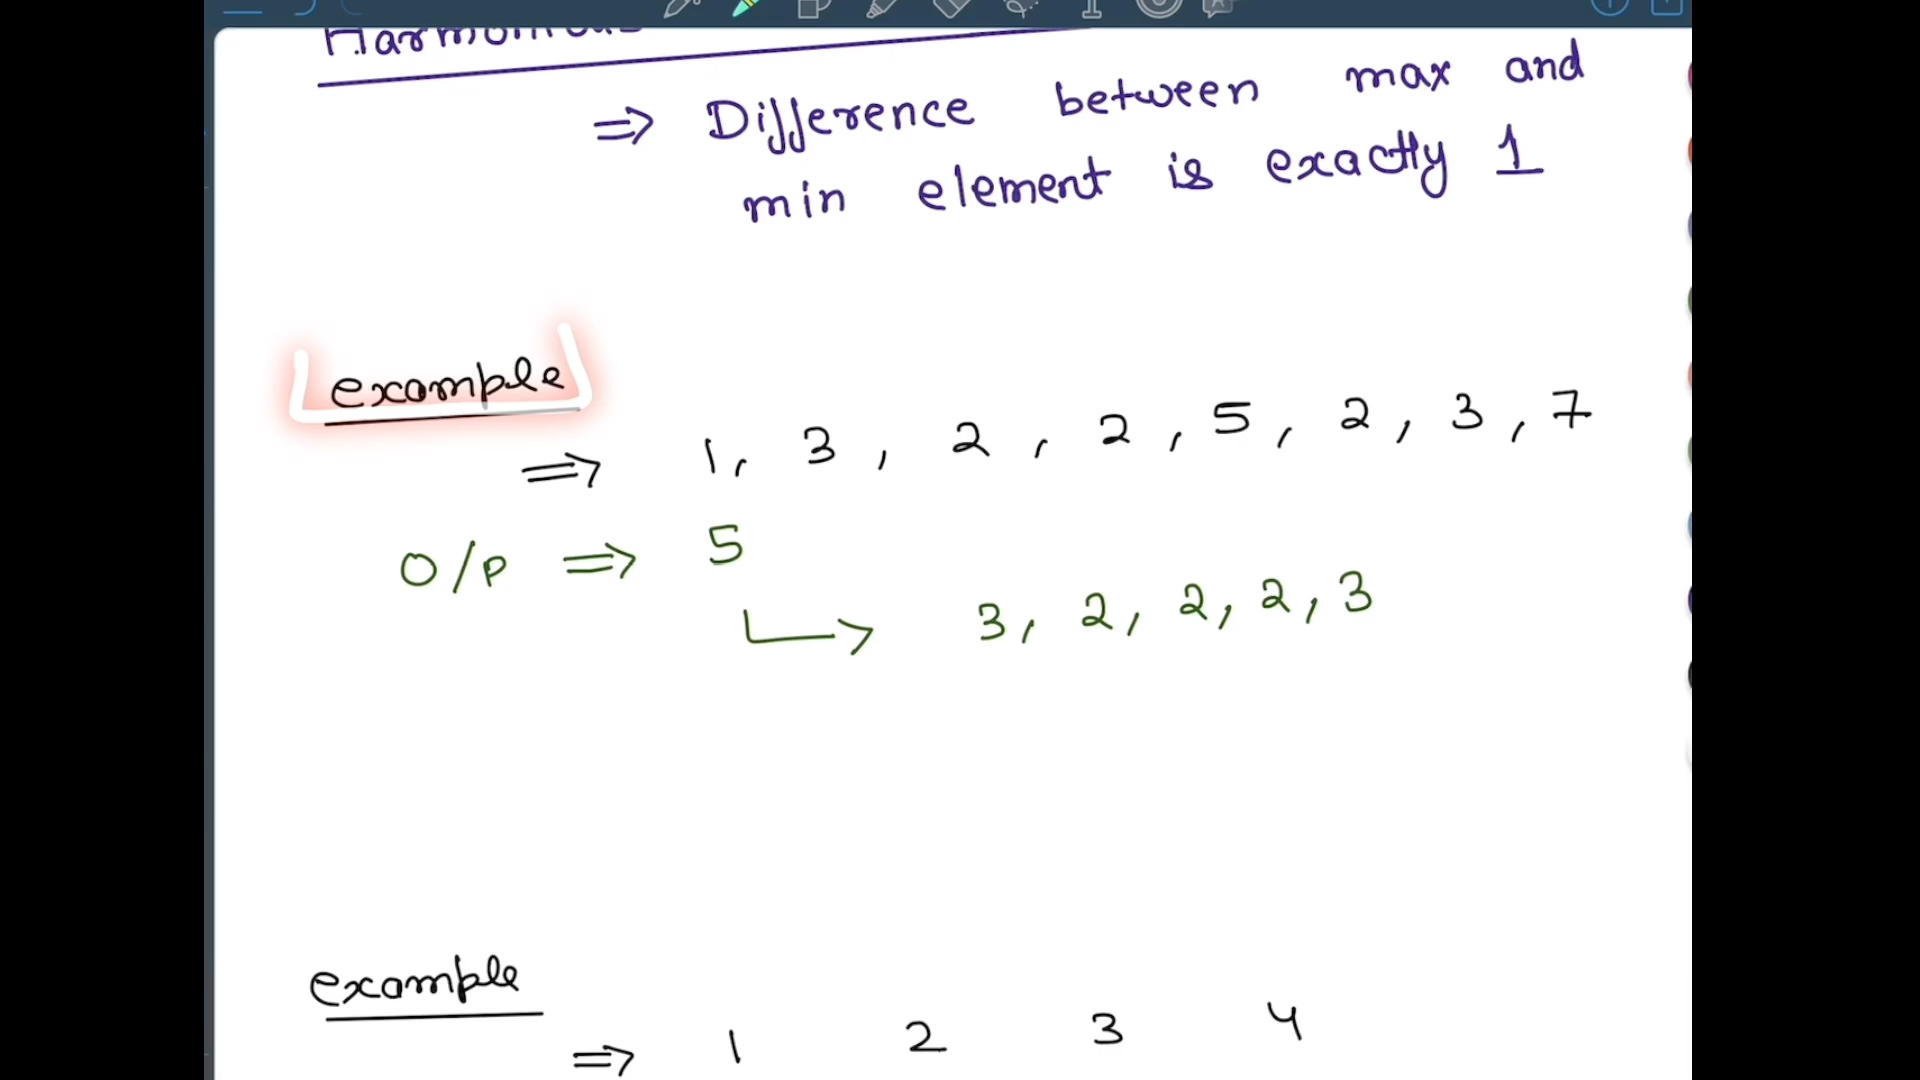 Harmonious
=> Difference between max and
min element is exactly 1
example
=> 1, 3, 2, 2, 5, 2, 3, 7
O/P => 5
↳ 3, 2, 2, 2, 3
example
=> 1 2 3 4